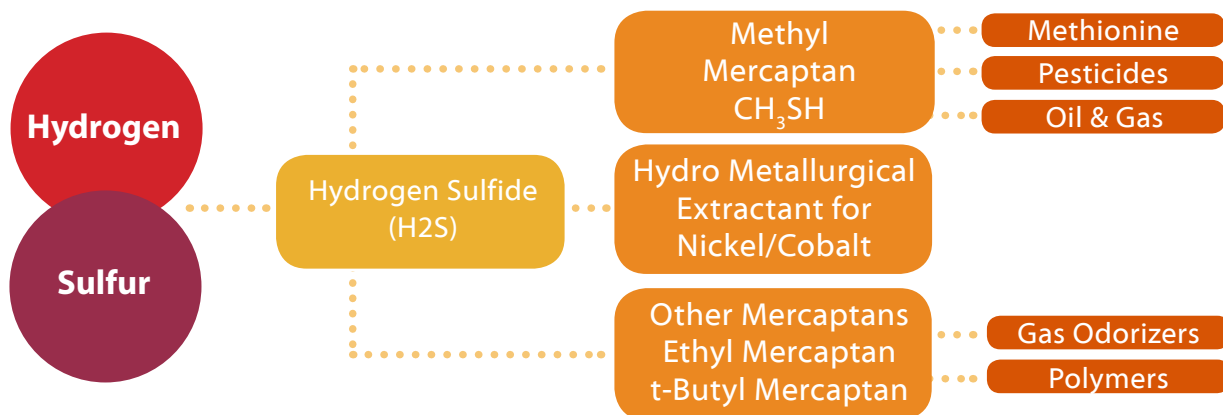 Hydrogen
Sulfur
Hydrogen Sulfide
(H2S)
Methyl
Mercaptan
CH₃SH
Methionine
Pesticides
Oil & Gas
Hydro Metallurgical
Extractant for
Nickel/Cobalt
Other Mercaptans
Ethyl Mercaptan
t-Butyl Mercaptan
Gas Odorizers
Polymers